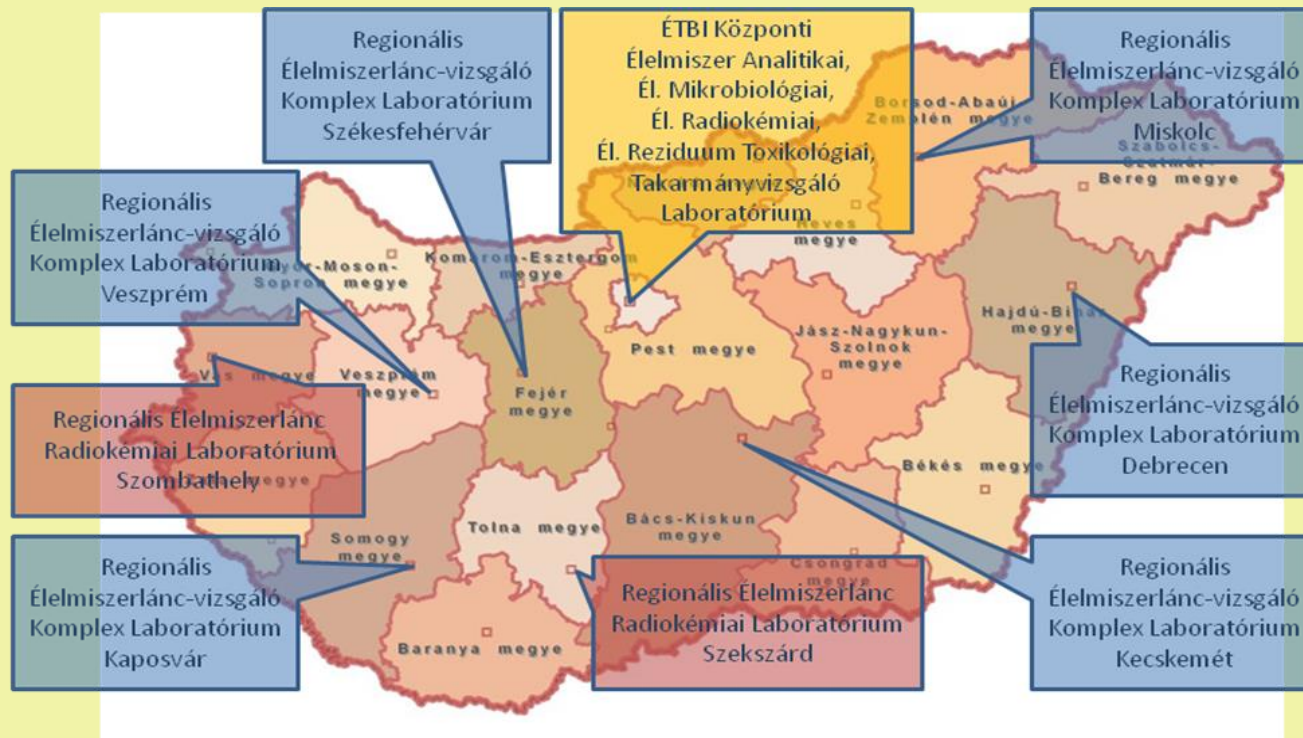 Regionális
Élelmiszerlánc-vizsgáló
Komplex Laboratórium
Székesfehérvár
ÉTBI Központi
Élelmiszer Analitikai,
Él. Mikrobiológiai,
Él. Radiokémiai,
Él. Reziduum Toxikológiai,
Takarmányvizsgáló
Laboratórium
Regionális
Élelmiszerlánc-vizsgáló
Komplex Laboratórium
Miskolc
Regionális
Élelmiszerlánc-vizsgáló
Komplex Laboratórium
Veszprém
Borsod-Abaúj-
Zemplén megye
Szabolcs-
Szatmár-
Bereg megye
Heves
megye
Győr-Moson-
Sopron megye
Komárom-Esztergom
megye
Pest megye
Jász-Nagykun-
Szolnok
megye
Hajdú-Bihar
megye
Vas megye
Veszprém
megye
Fejér
megye
Regionális Élelmiszerlánc
Radiokémiai Laboratórium
Szombathely
megye
Regionális
Élelmiszerlánc-vizsgáló
Komplex Laboratórium
Debrecen
Békés megye
Somogy
megye
Tolna megye
Bács-Kiskun
megye
Csongrád
megye
Baranya megye
Regionális
Élelmiszerlánc-vizsgáló
Komplex Laboratórium
Kaposvár
Regionális Élelmiszerlánc
Radiokémiai Laboratórium
Szekszárd
Regionális
Élelmiszerlánc-vizsgáló
Komplex Laboratórium
Kecskemét